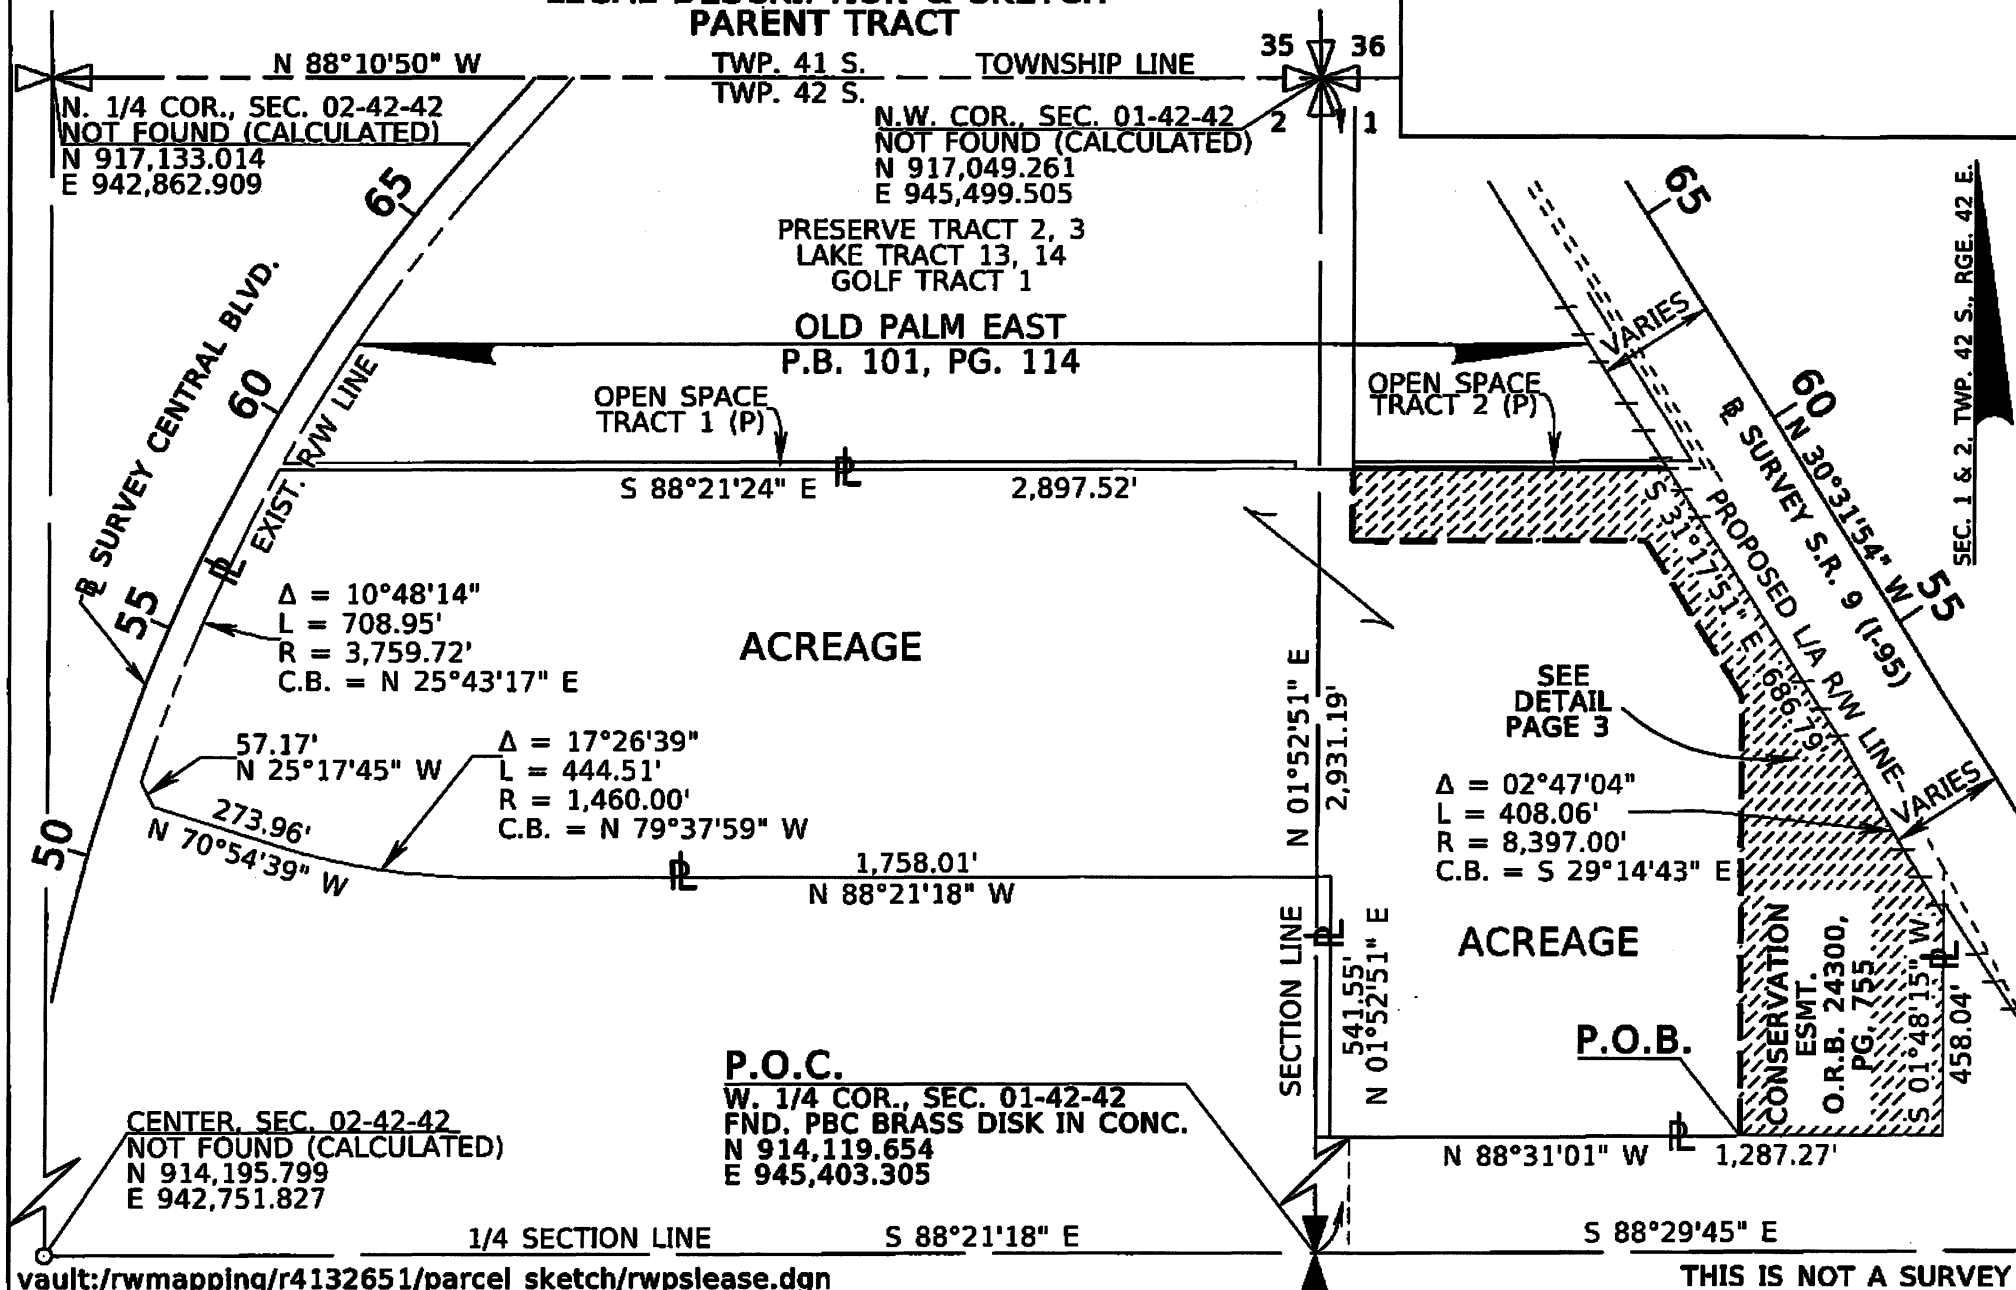 PARENT TRACT
N 88°10'50" W
TWP. 41 S.
TOWNSHIP LINE
TWP. 42 S.
35
36
2
1
N. 1/4 COR., SEC. 02-42-42
NOT FOUND (CALCULATED)
N 917,133.014
E 942,862.909
N.W. COR., SEC. 01-42-42
NOT FOUND (CALCULATED)
N 917,049.261
E 945,499.505
PRESERVE TRACT 2, 3
LAKE TRACT 13, 14
GOLF TRACT 1
OLD PALM EAST
P.B. 101, PG. 114
OPEN SPACE
TRACT 1 (P)
OPEN SPACE
TRACT 2 (P)
65
60
55
50
BL SURVEY CENTRAL BLVD.
EXIST. R/W LINE
PL
S 88°21'24" E
PL
2,897.52'
65
60
55
VARIES
BL SURVEY S.R. 9 (I-95)
N 30°31'54" W
SEC. 1 & 2, TWP. 42 S., RGE. 42 E.
PROPOSED L/A R/W LINE
S 31°17'51" E 686.79'
VARIES
Δ = 10°48'14"
L = 708.95'
R = 3,759.72'
C.B. = N 25°43'17" E
ACREAGE
N 01°52'51" E
2,931.19'
SEE
DETAIL
PAGE 3
57.17'
N 25°17'45" W
Δ = 17°26'39"
L = 444.51'
R = 1,460.00'
C.B. = N 79°37'59" W
Δ = 02°47'04"
L = 408.06'
R = 8,397.00'
C.B. = S 29°14'43" E
273.96'
N 70°54'39" W
PL
1,758.01'
N 88°21'18" W
SECTION LINE
PL
541.55'
N 01°52'51" E
ACREAGE
CONSERVATION
ESMT.
O.R.B. 24300,
PG. 755
S 01°48'15" W
PL
458.04'
P.O.B.
P.O.C.
W. 1/4 COR., SEC. 01-42-42
FND. PBC BRASS DISK IN CONC.
N 914,119.654
E 945,403.305
CENTER, SEC. 02-42-42
NOT FOUND (CALCULATED)
N 914,195.799
E 942,751.827
N 88°31'01" W
PL
1,287.27'
1/4 SECTION LINE
S 88°21'18" E
S 88°29'45" E
vault:/rwmapping/r4132651/parcel sketch/rwpslease.dgn
THIS IS NOT A SURVEY